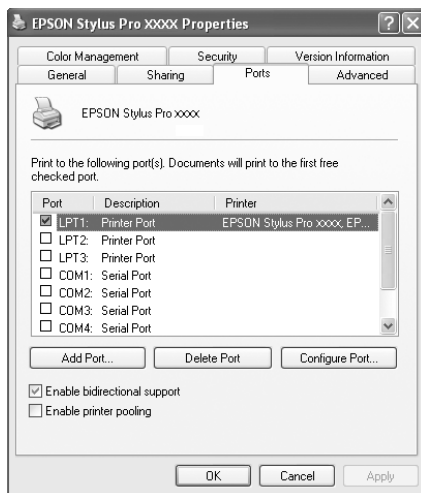 EPSON Stylus Pro XXXX Properties
Color Management Security Version Information
General Sharing Ports Advanced
EPSON Stylus Pro xxxx
Print to the following port(s). Documents will print to the first free
checked port.
Port Description Printer
LPT1: Printer Port EPSON Stylus Pro xxxx, EP...
LPT2: Printer Port
LPT3: Printer Port
COM1: Serial Port
COM2: Serial Port
COM3: Serial Port
COM4: Serial Port
Add Port... Delete Port Configure Port...
Enable bidirectional support
Enable printer pooling
OK Cancel Apply